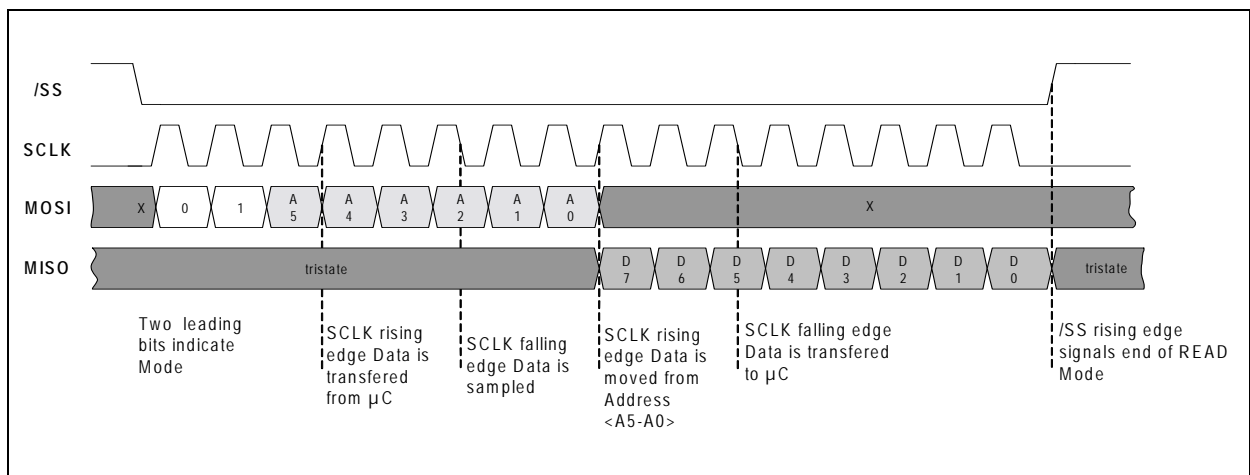 /SS
SCLK
MOSI
X
0
1
A
5
A
4
A
3
A
2
A
1
A
0
X
MISO
tristate
D
7
D
6
D
5
D
4
D
3
D
2
D
1
D
0
tristate
Two leading
bits indicate
Mode
SCLK rising
edge Data is
transfered
from µC
SCLK falling
edge Data is
sampled
SCLK rising
edge Data is
moved from
Address
<A5-A0>
SCLK falling edge
Data is transfered
to µC
/SS rising edge
signals end of READ
Mode